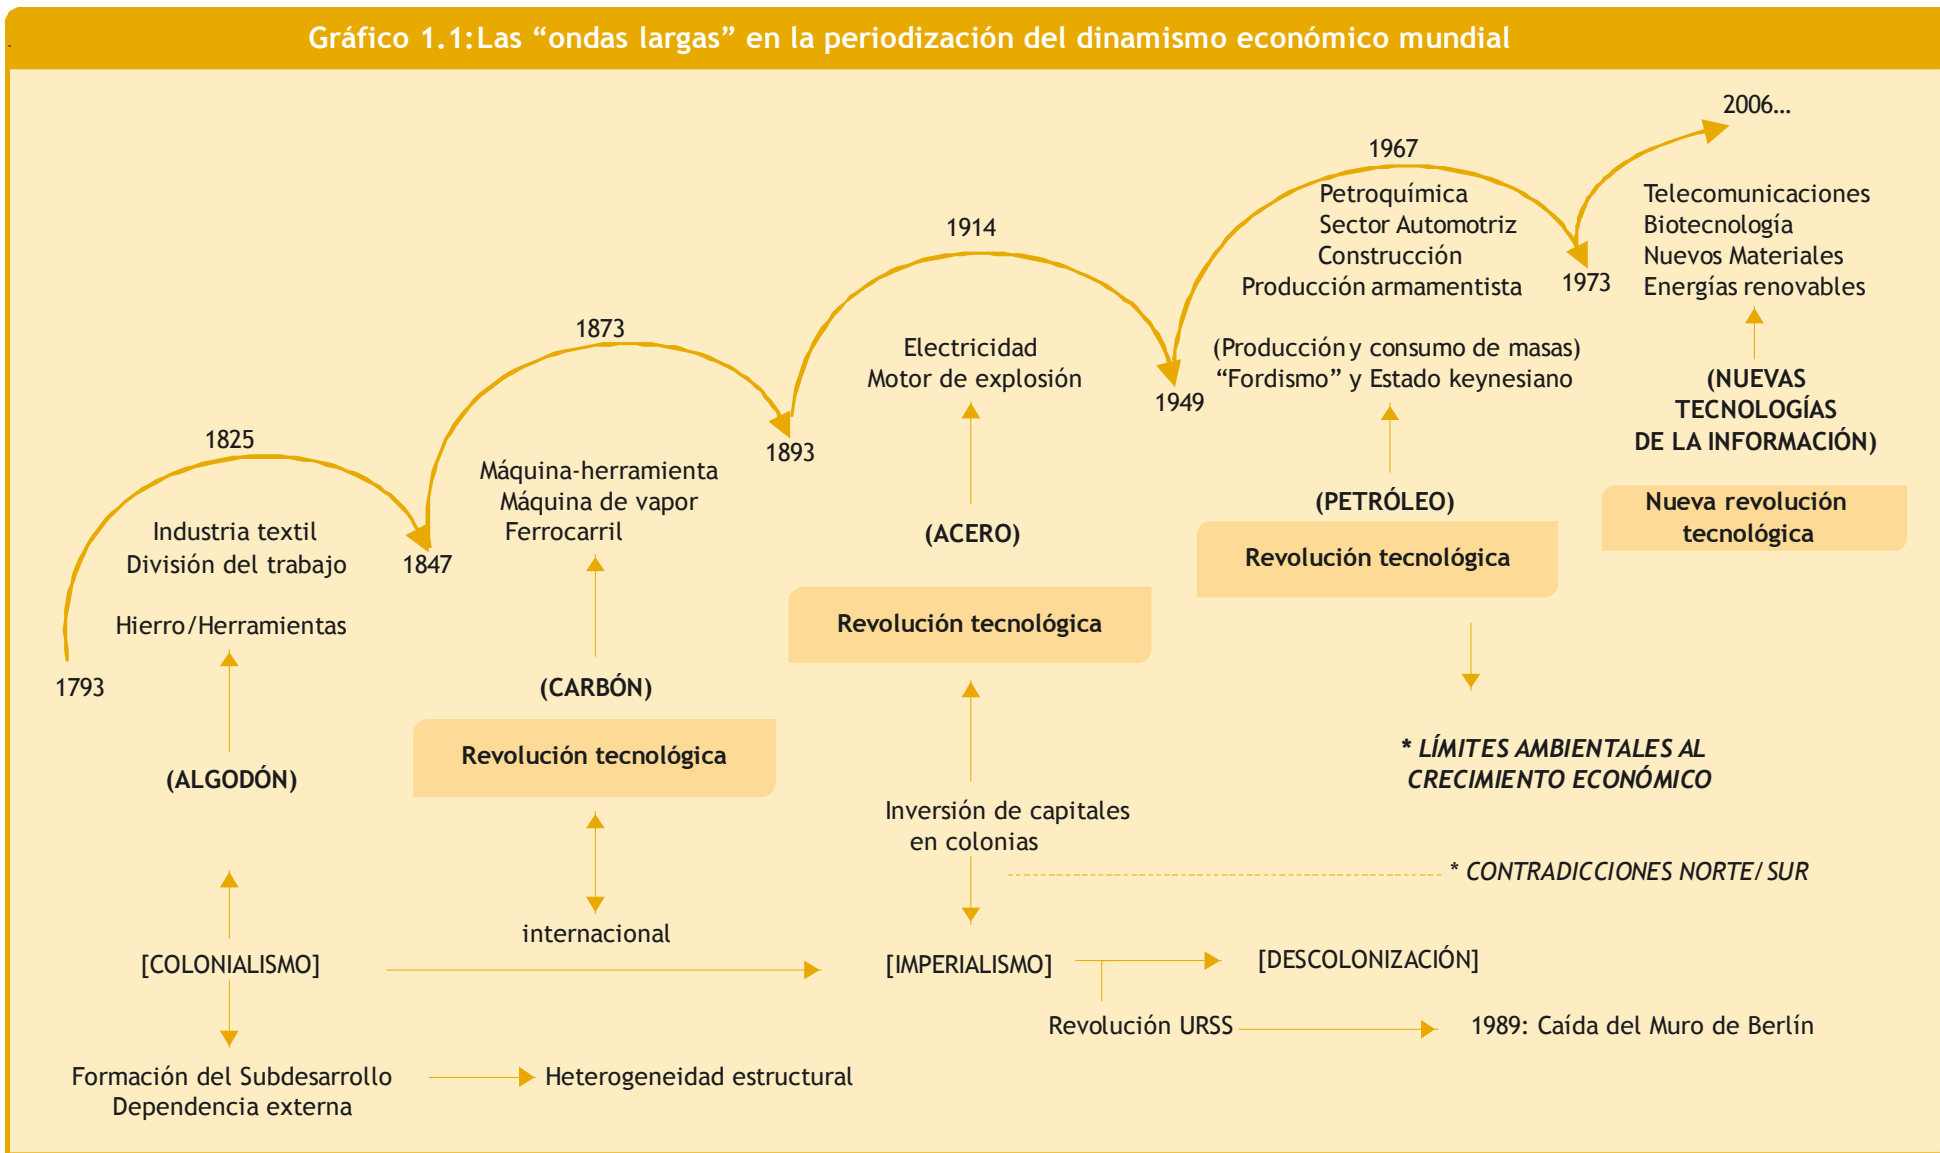 Gráfico 1.1:Las “ondas largas” en la periodización del dinamismo económico mundial
1793
1825
Industria textil
División del trabajo
Hierro/Herramientas
(ALGODÓN)
[COLONIALISMO]
Formación del Subdesarrollo
Dependencia externa
Heterogeneidad estructural
1847
1873
Máquina-herramienta
Máquina de vapor
Ferrocarril
(CARBÓN)
Revolución tecnológica
internacional
1893
1914
Electricidad
Motor de explosión
(ACERO)
Revolución tecnológica
Inversión de capitales
en colonias
[IMPERIALISMO]
Revolución URSS
1949
1967
Petroquímica
Sector Automotriz
Construcción
Producción armamentista
(Producción y consumo de masas)
“Fordismo” y Estado keynesiano
(PETRÓLEO)
Revolución tecnológica
* LÍMITES AMBIENTALES AL
CRECIMIENTO ECONÓMICO
* CONTRADICCIONES NORTE/SUR
[DESCOLONIZACIÓN]
1989: Caída del Muro de Berlín
1973
2006...
Telecomunicaciones
Biotecnología
Nuevos Materiales
Energías renovables
(NUEVAS
TECNOLOGÍAS
DE LA INFORMACIÓN)
Nueva revolución
tecnológica